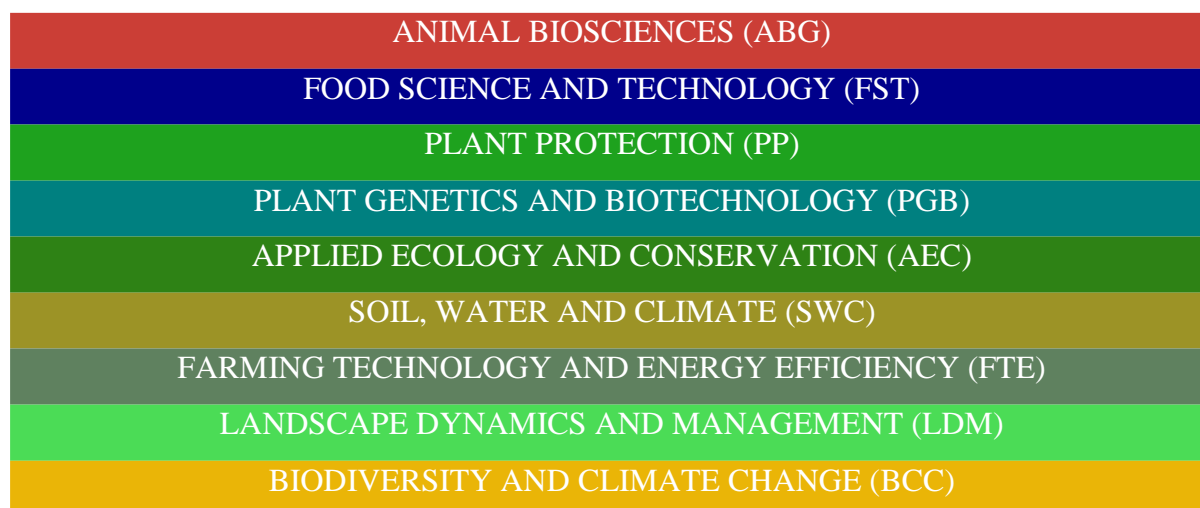 ANIMAL BIOSCIENCES (ABG)
FOOD SCIENCE AND TECHNOLOGY (FST)
PLANT PROTECTION (PP)
PLANT GENETICS AND BIOTECHNOLOGY (PGB)
APPLIED ECOLOGY AND CONSERVATION (AEC)
SOIL, WATER AND CLIMATE (SWC)
FARMING TECHNOLOGY AND ENERGY EFFICIENCY (FTE)
LANDSCAPE DYNAMICS AND MANAGEMENT (LDM)
BIODIVERSITY AND CLIMATE CHANGE (BCC)